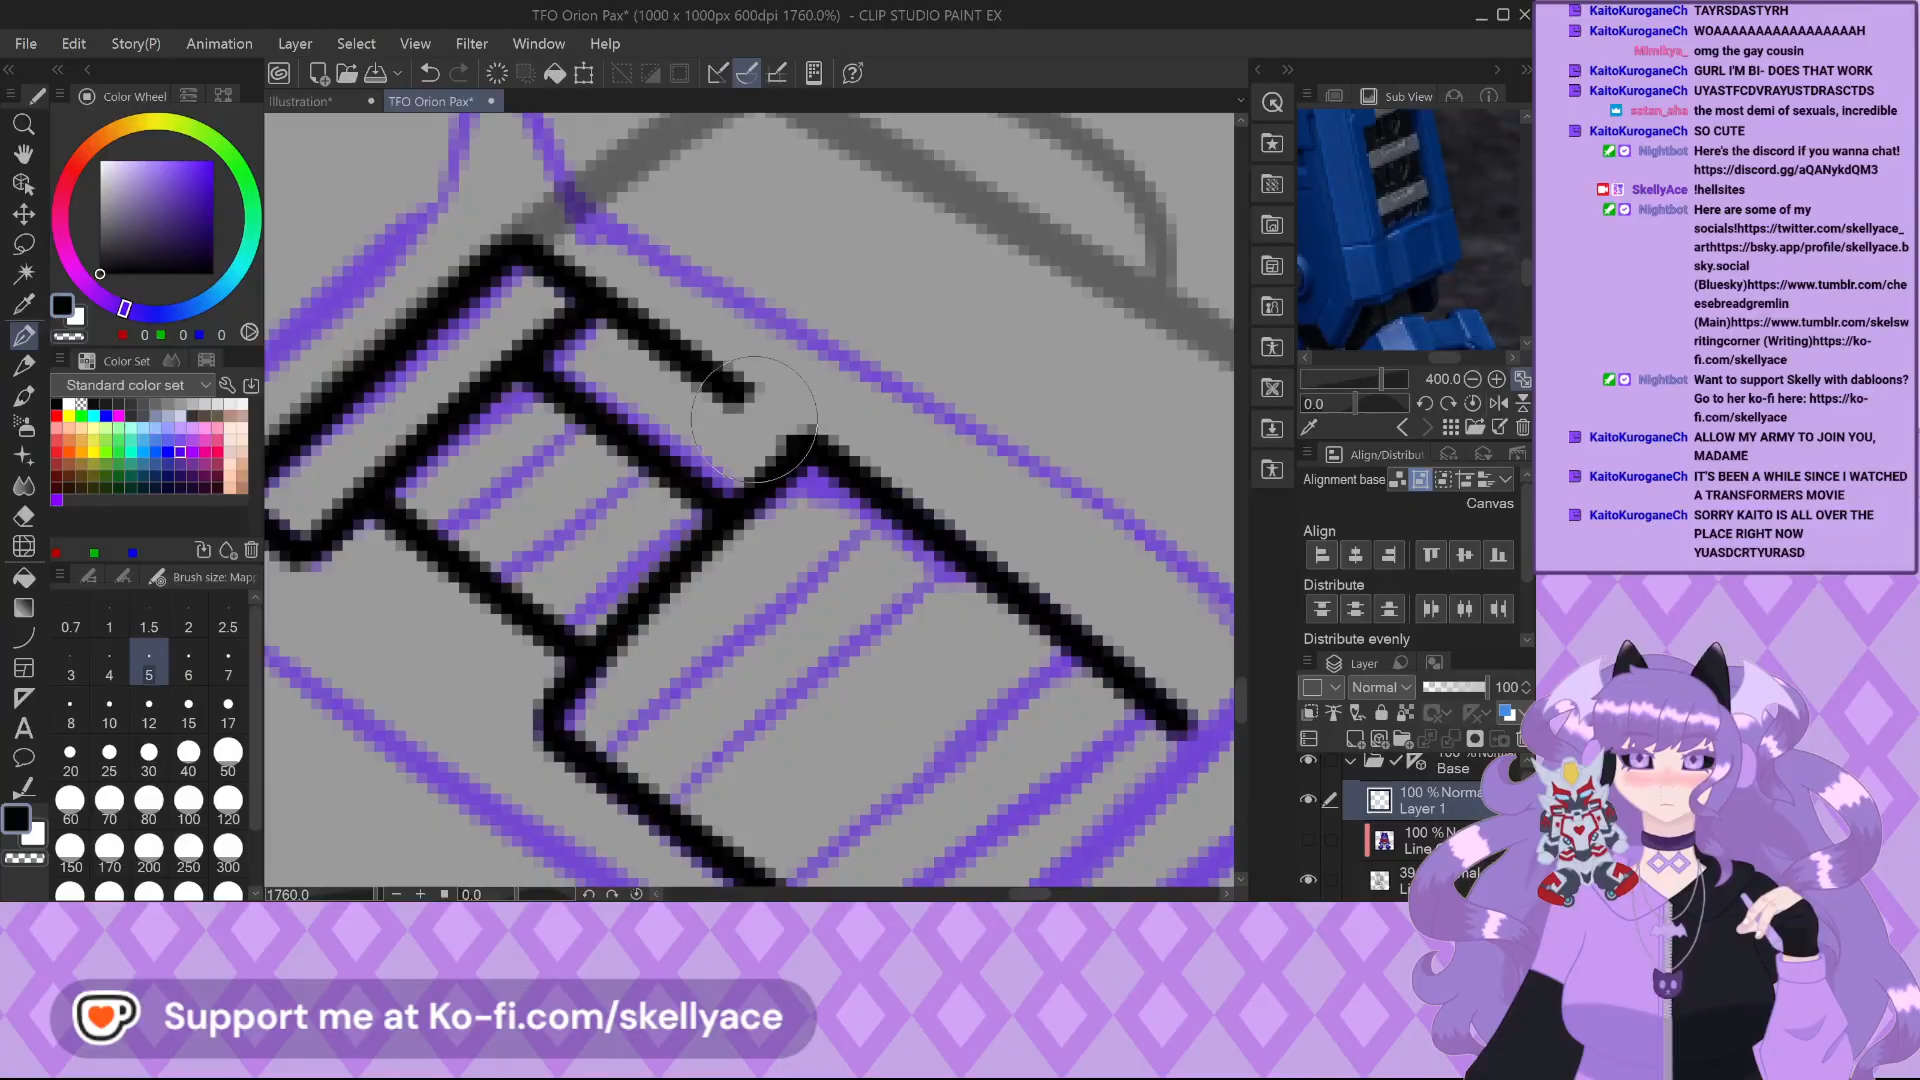 TFO Orion Pax* (1000 x 1000px 600dpi 1760.0%) - CLIP STUDIO PAINT EX
File Edit Story(P) Animation Layer Select View Filter Window Help
Color Wheel
Illustration*
TFO Orion Pax*
Sub View
0 0 0
Color Set
Standard color set
Brush size: Map
0.7 1 1.5 2 2.5
3 4 5 6 7
8 10 12 15 17
20 25 30 40 50
60 70 80 100 120
150 170 200 250 300
1760.0
0.0
400.0
0.0
Align/Distribut
Alignment base
Canvas
Align
Distribute
Distribute evenly
Layer
Normal
100
Base
100 % Norma
Layer 1
100 % N
Line
39
KaitoKuroganeCh TAYRSDASTYRH
KaitoKuroganeCh WOAAAAAAAAAAAAAAAAAH
Mimikya_ omg the gay cousin
KaitoKuroganeCh GURL I'M BI- DOES THAT WORK
KaitoKuroganeCh UYASTFCDVRAYUSTDRASCTDS
satan_aha the most demi of sexuals, incredible
KaitoKuroganeCh SO CUTE
Nightbot Here's the discord if you wanna chat!
https://discord.gg/aQANykdQM3
SkellyAce !hellsites
Nightbot Here are some of my
socials!https://twitter.com/skellyace_
arthttps://bsky.app/profile/skellyace.b
sky.social
(Bluesky)https://www.tumblr.com/che
esebreadgremlin
(Main)https://www.tumblr.com/skelsw
ritingcorner (Writing)https://ko-
fi.com/skellyace
Nightbot Want to support Skelly with dabloons?
Go to her ko-fi here: https://ko-
fi.com/skellyace
KaitoKuroganeCh ALLOW MY ARMY TO JOIN YOU,
MADAME
KaitoKuroganeCh IT'S BEEN A WHILE SINCE I WATCHED
A TRANSFORMERS MOVIE
KaitoKuroganeCh SORRY KAITO IS ALL OVER THE
PLACE RIGHT NOW
YUASDCRTYURASD
Support me at Ko-fi.com/skellyace